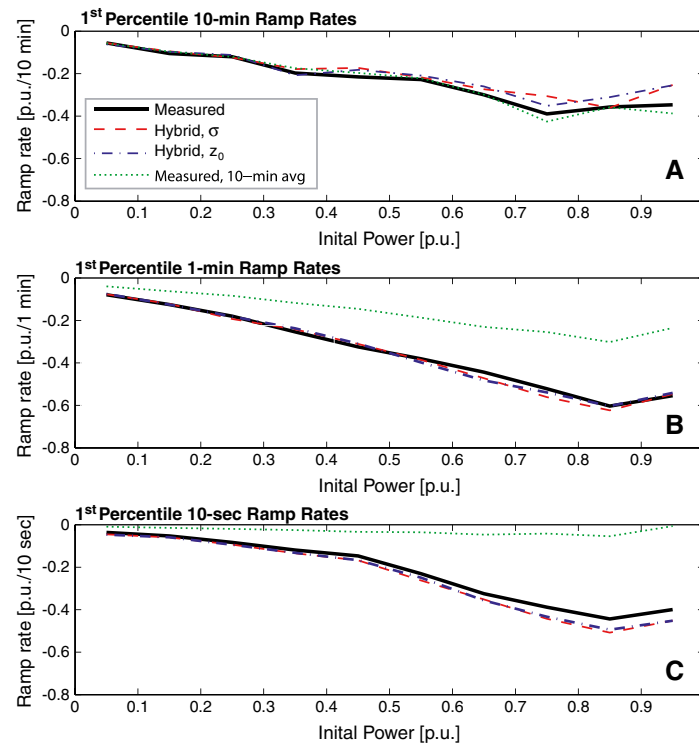 1st Percentile 10-min Ramp Rates
Ramp rate [p.u./10 min]
0
-0.2
-0.4
-0.6
-0.8
Measured
Hybrid, σ
Hybrid, z0
Measured, 10−min avg
A
0 0.1 0.2 0.3 0.4 0.5 0.6 0.7 0.8 0.9
Inital Power [p.u.]
1st Percentile 1-min Ramp Rates
Ramp rate [p.u./1 min]
0
-0.2
-0.4
-0.6
-0.8
B
0 0.1 0.2 0.3 0.4 0.5 0.6 0.7 0.8 0.9
Inital Power [p.u.]
1st Percentile 10-sec Ramp Rates
Ramp rate [p.u./10 sec]
0
-0.2
-0.4
-0.6
-0.8
C
0 0.1 0.2 0.3 0.4 0.5 0.6 0.7 0.8 0.9
Inital Power [p.u.]